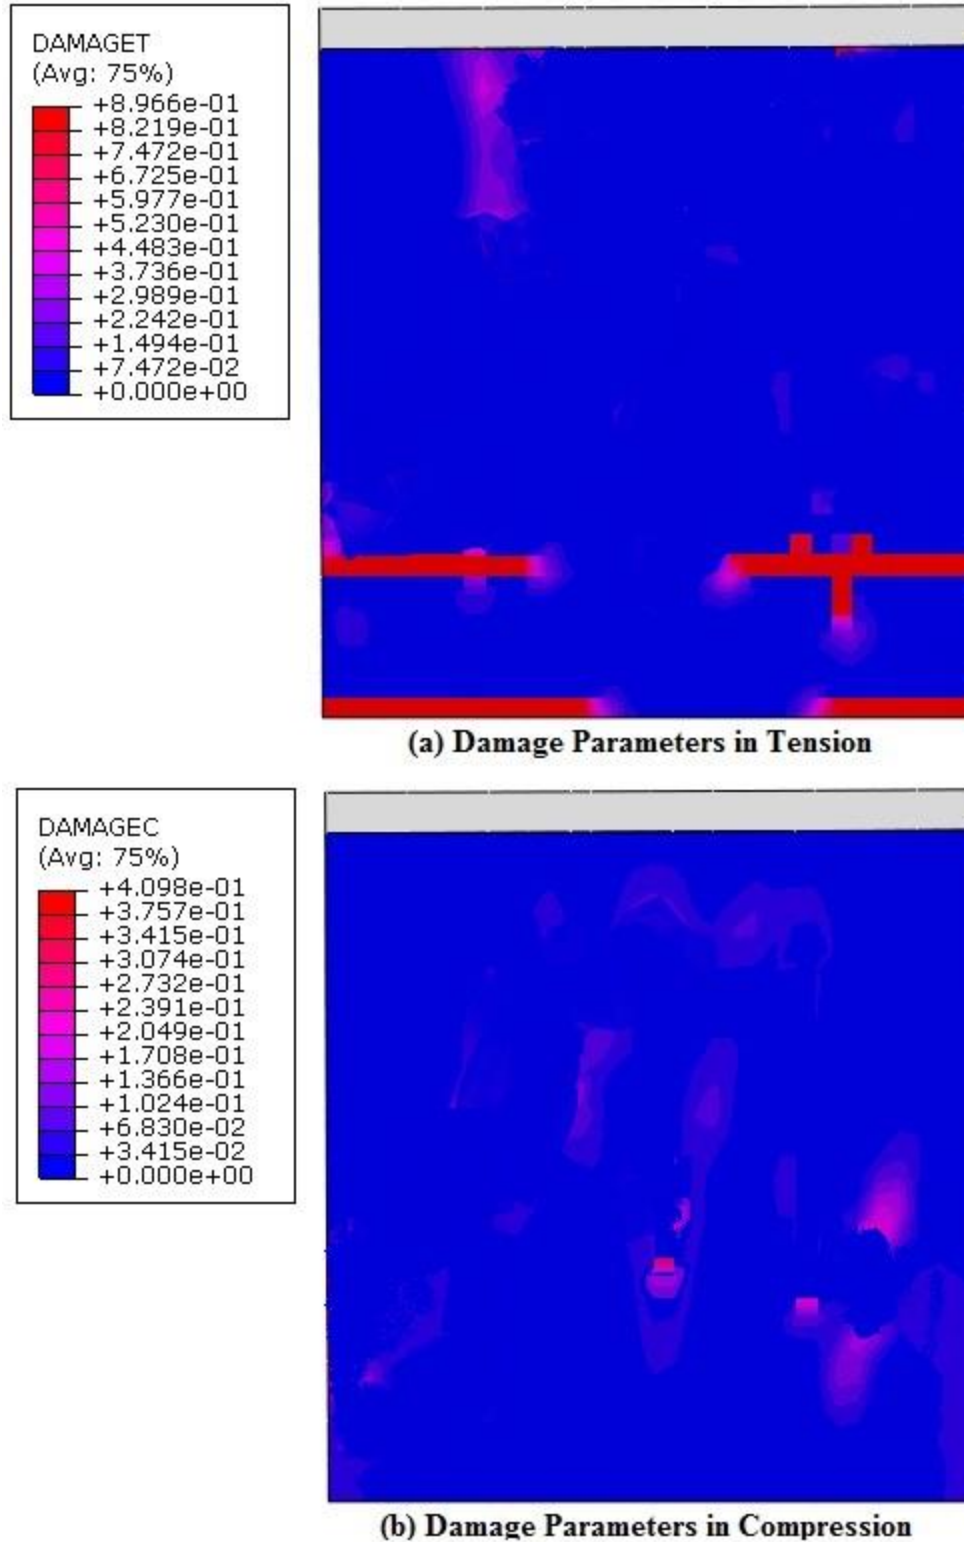 DAMAGET
(Avg: 75%)
+8.966e-01
+8.219e-01
+7.472e-01
+6.725e-01
+5.977e-01
+5.230e-01
+4.483e-01
+3.736e-01
+2.989e-01
+2.242e-01
+1.494e-01
+7.472e-02
+0.000e+00
(a) Damage Parameters in Tension
DAMAGEC
(Avg: 75%)
+4.098e-01
+3.757e-01
+3.415e-01
+3.074e-01
+2.732e-01
+2.391e-01
+2.049e-01
+1.708e-01
+1.366e-01
+1.024e-01
+6.830e-02
+3.415e-02
+0.000e+00
(b) Damage Parameters in Compression